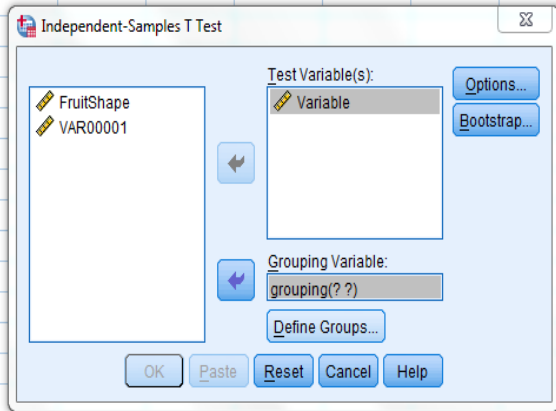 Independent-Samples T Test
Test Variable(s):
FruitShape
VAR00001
Variable
Options...
Bootstrap...
Grouping Variable:
grouping(? ?)
Define Groups...
OK Paste Reset Cancel Help